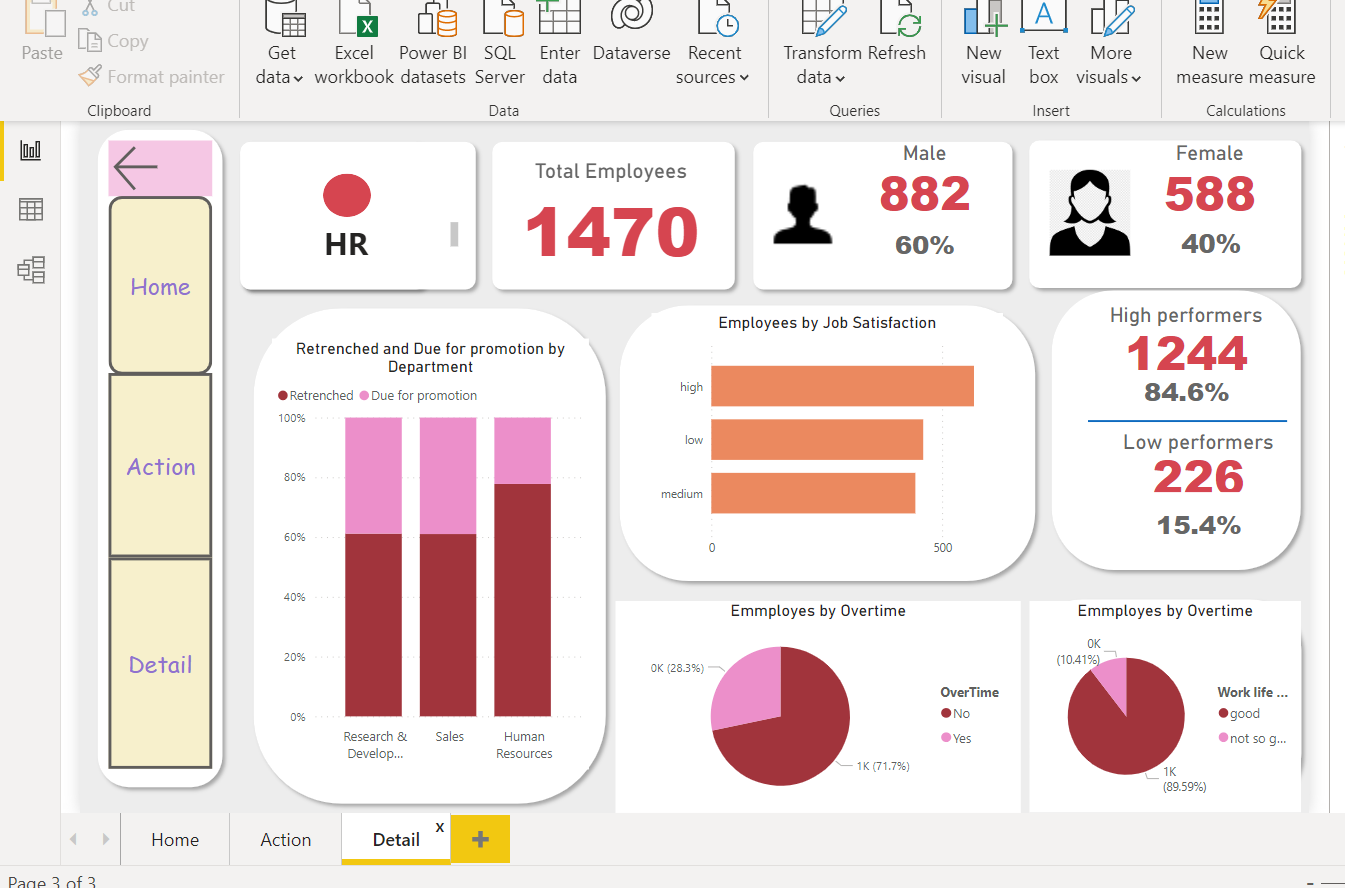 Cut
Paste
Copy
Format painter
Clipboard
Get
data
Excel
workbook
Power BI
datasets
SQL
Server
Enter
data
Dataverse
Recent
sources
Data
Transform
data
Refresh
Queries
New
visual
A
Text
box
More
visuals
Insert
New
measure
Quick
measure
Calculations
Home
Action
Detail
HR
Total Employees
1470
Male
882
60%
Female
588
40%
Retrenched and Due for promotion by
Department
Retrenched
Due for promotion
100%
80%
60%
40%
20%
0%
Research &
Develop...
Sales
Human
Resources
Employees by Job Satisfaction
high
low
medium
0
500
High performers
1244
84.6%
Low performers
226
15.4%
Emmployes by Overtime
0K (28.3%)
1K (71.7%)
OverTime
No
Yes
Emmployes by Overtime
0K
(10.41%)
1K
(89.59%)
Work life ...
good
not so g...
Home
Action
Detail
x
Page 3 of 3